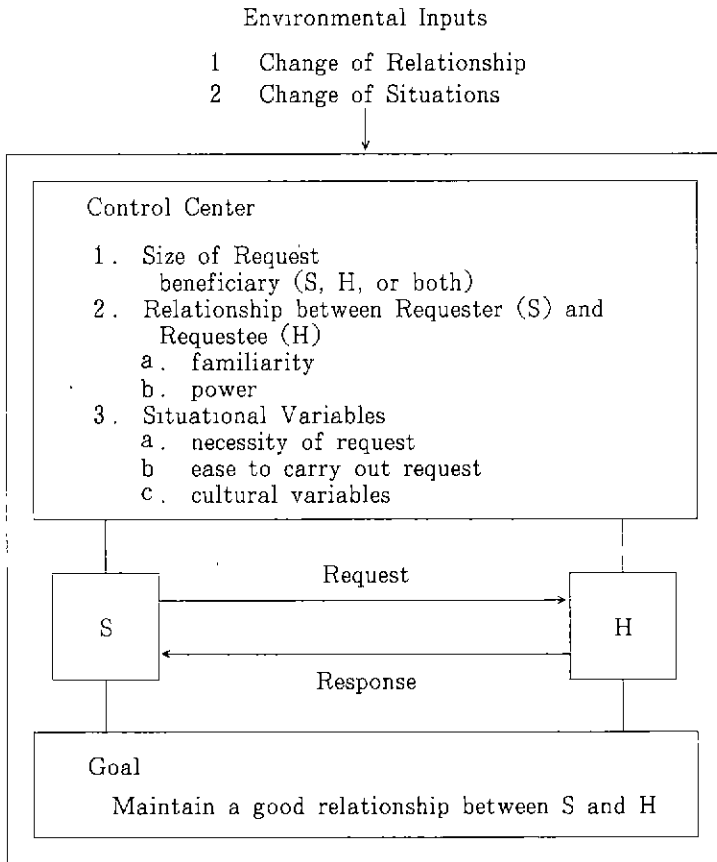 Environmental Inputs
1 Change of Relationship
2 Change of Situations
Control Center
1. Size of Request
beneficiary (S, H, or both)
2. Relationship between Requester (S) and
Requestee (H)
a. familiarity
b. power
3. Situational Variables
a. necessity of request
b ease to carry out request
c. cultural variables
Request
S
H
Response
Goal
Maintain a good relationship between S and H